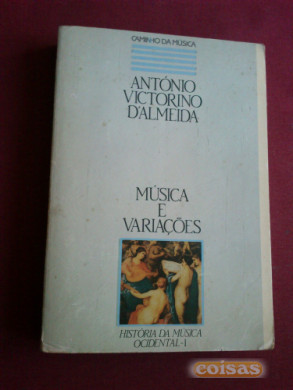 CAMINHO DA MÚSICA
ANTÓNIO
VICTORINO
D'ALMEIDA
MÚSICA
E
VARIAÇÕES
HISTÓRIA DA MÚSICA
OCIDENTAL-1
coisas